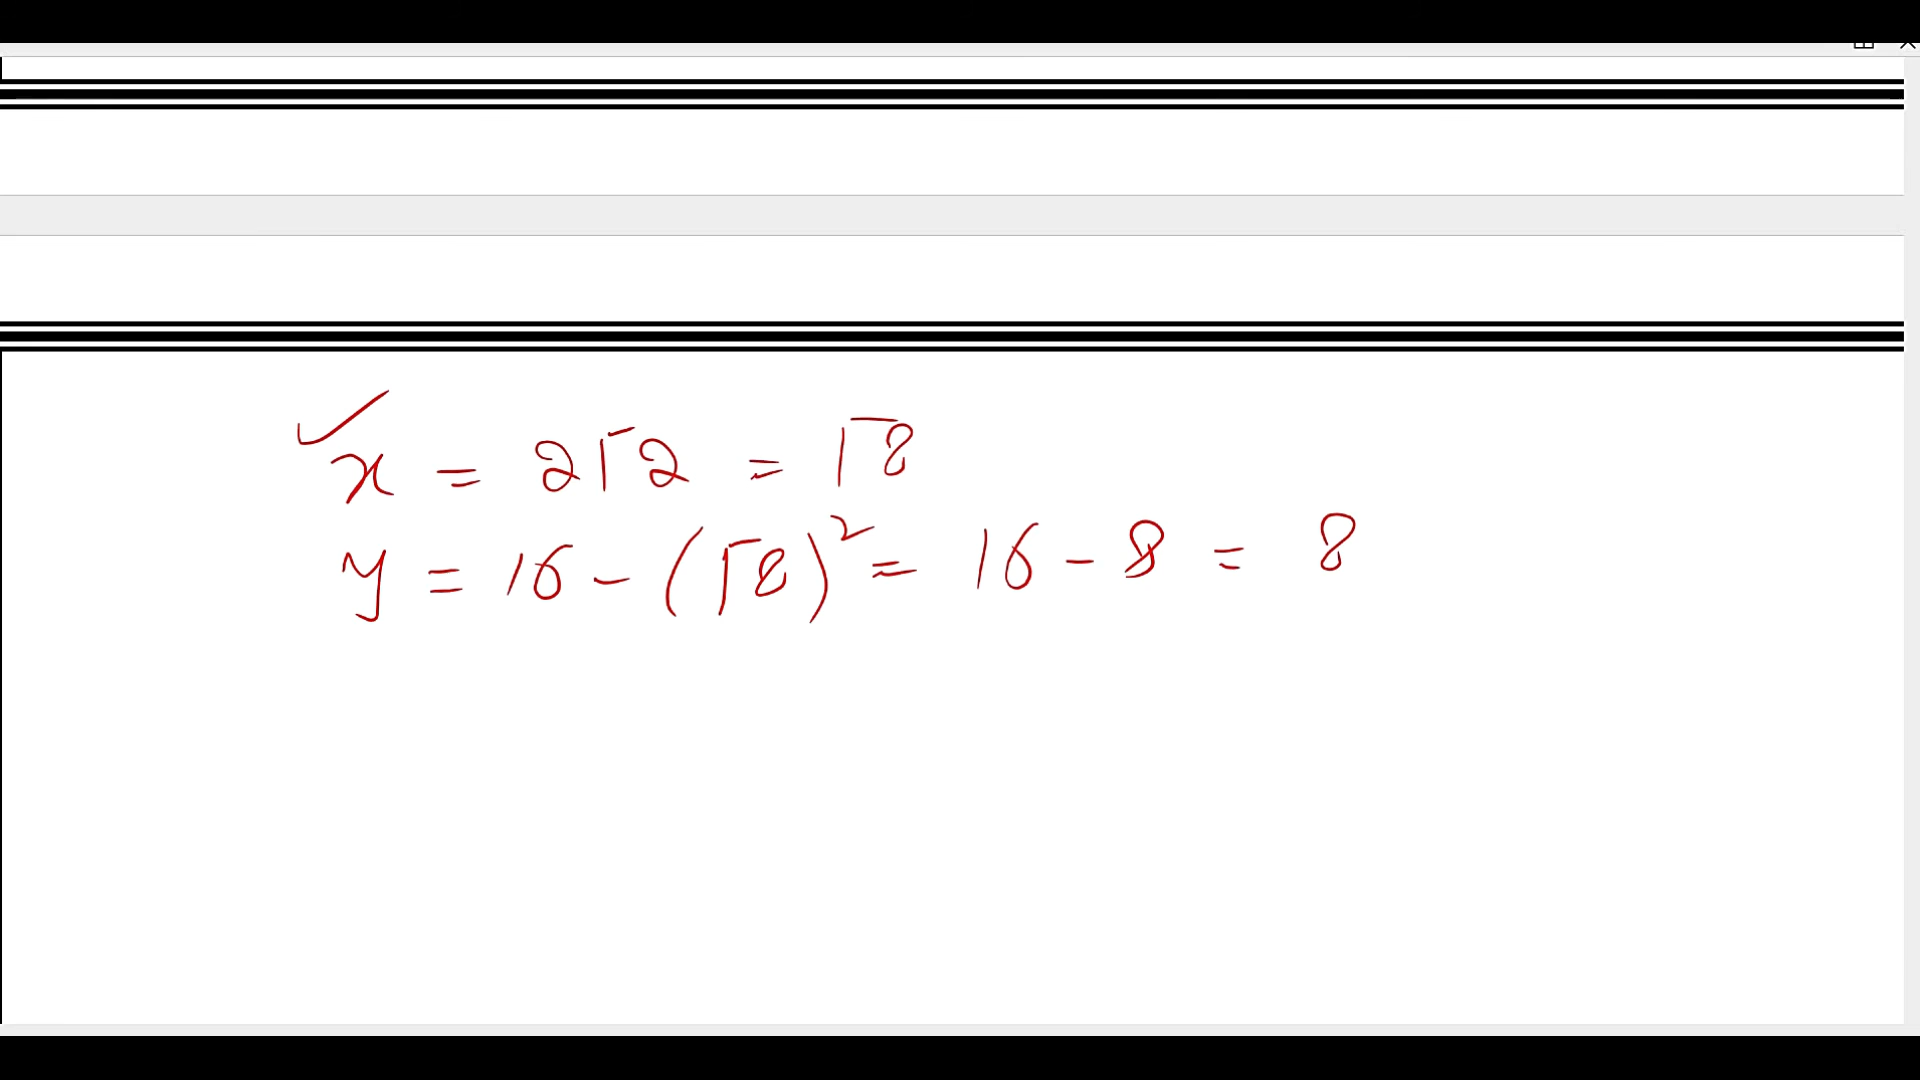 x = 2√2 = √8
y = 16 - (√8)² = 16 - 8 = 8